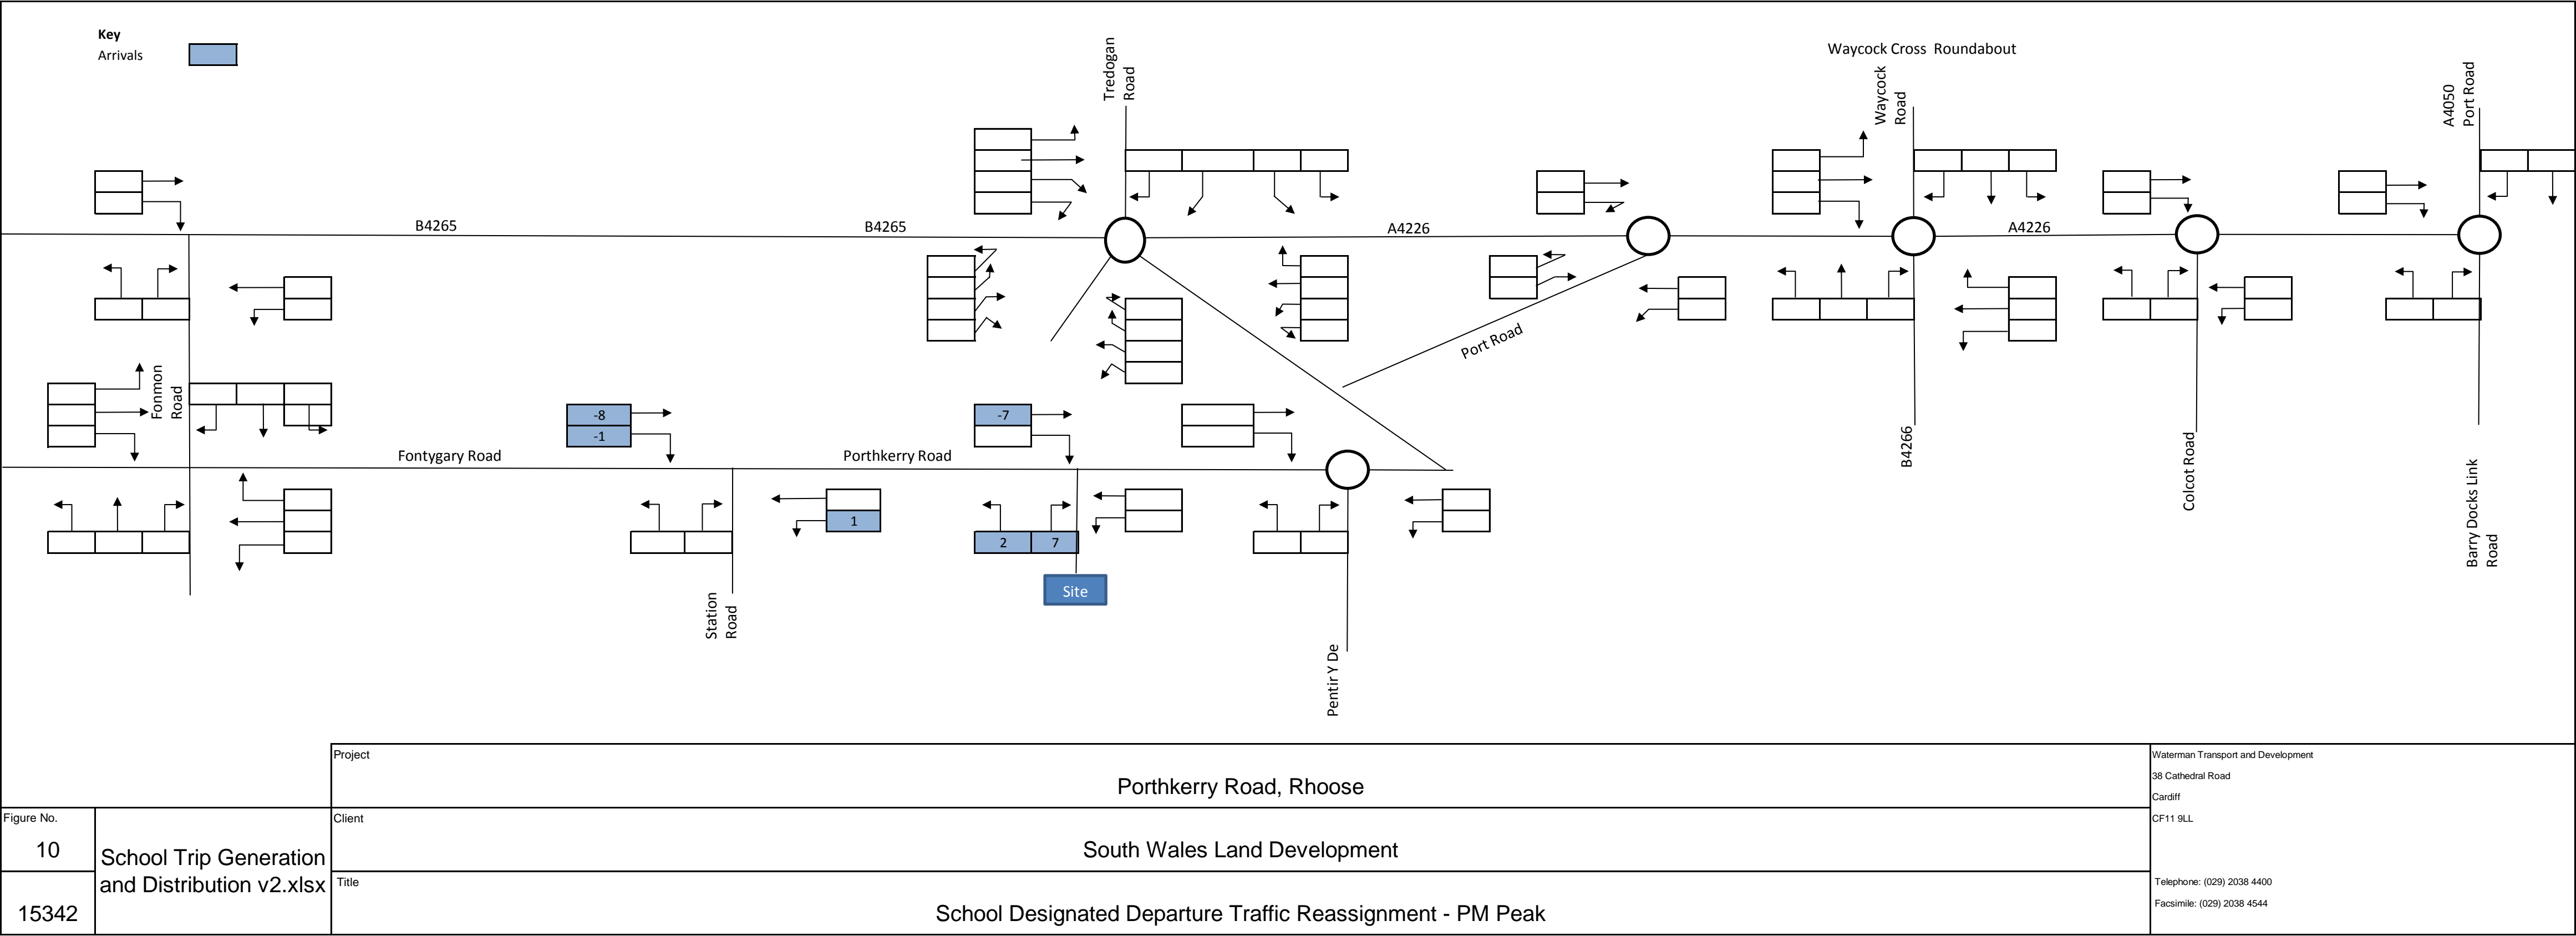 Key
Arrivals
Tredogan
Road
Waycock Cross Roundabout
Waycock
Road
A4050
Port Road
B4265
B4265
A4226
A4226
Port Road
Fonmon
Road
-8
-1
-7
B4266
Colcot Road
Barry Docks Link
Road
Fontygary Road
Porthkerry Road
1
2 7
Site
Station
Road
Pentir Y De
Project
Porthkerry Road, Rhoose
Waterman Transport and Development
38 Cathedral Road
Cardiff
CF11 9LL
Figure No.
10
School Trip Generation
and Distribution v2.xlsx
Client
South Wales Land Development
15342
Title
School Designated Departure Traffic Reassignment - PM Peak
Telephone: (029) 2038 4400
Facsimile: (029) 2038 4544